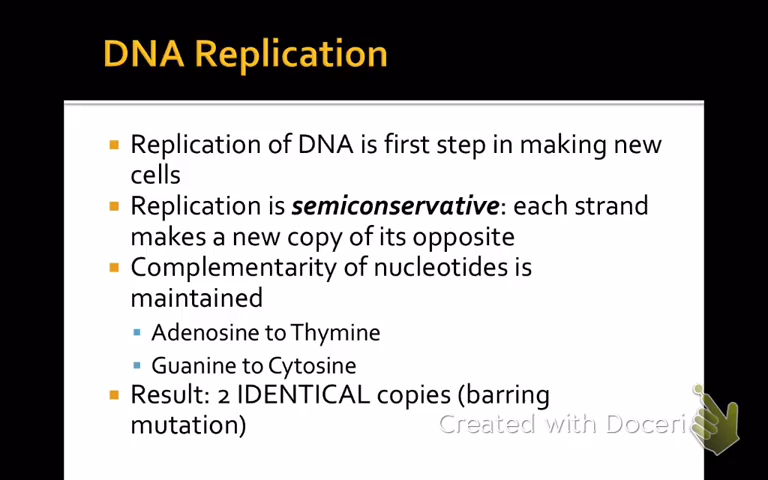 DNA Replication
Replication of DNA is first step in making new
cells
Replication is semiconservative: each strand
makes a new copy of its opposite
Complementarity of nucleotides is
maintained
Adenosine to Thymine
Guanine to Cytosine
Result: 2 IDENTICAL copies (barring
mutation)
Created with Doceri